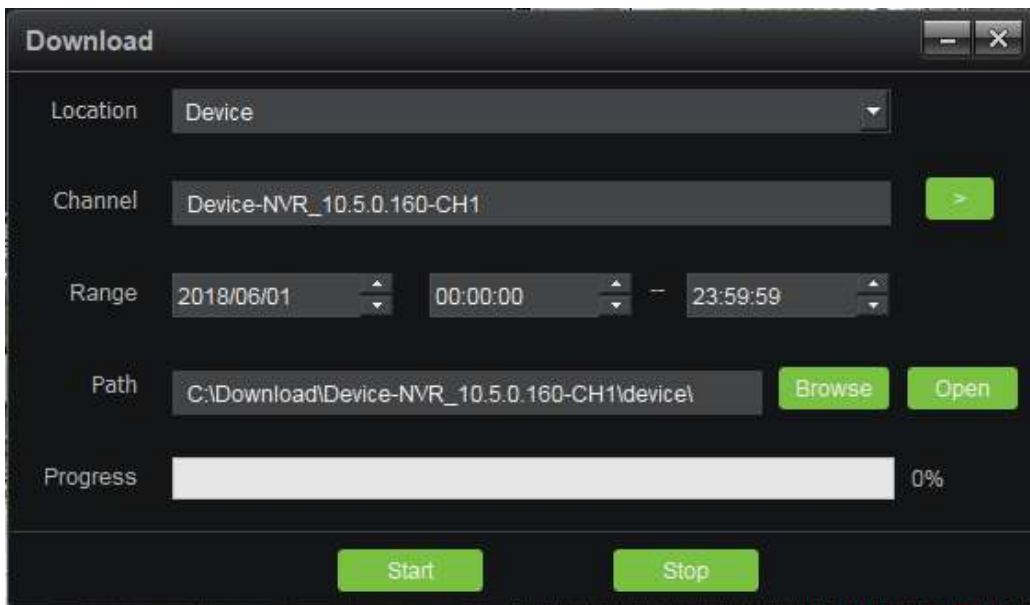 Download
Location Device
Channel Device-NVR_10.5.0.160-CH1 >
Range 2018/06/01 00:00:00 -- 23:59:59
Path C:\Download\Device-NVR_10.5.0.160-CH1\device\ Browse Open
Progress 0%
Start Stop